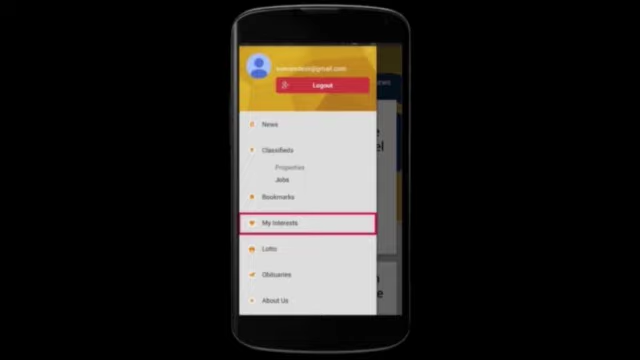 Logout
News
Classifieds
Properties
Jobs
Bookmarks
My Interests
Lotto
Obituaries
About Us